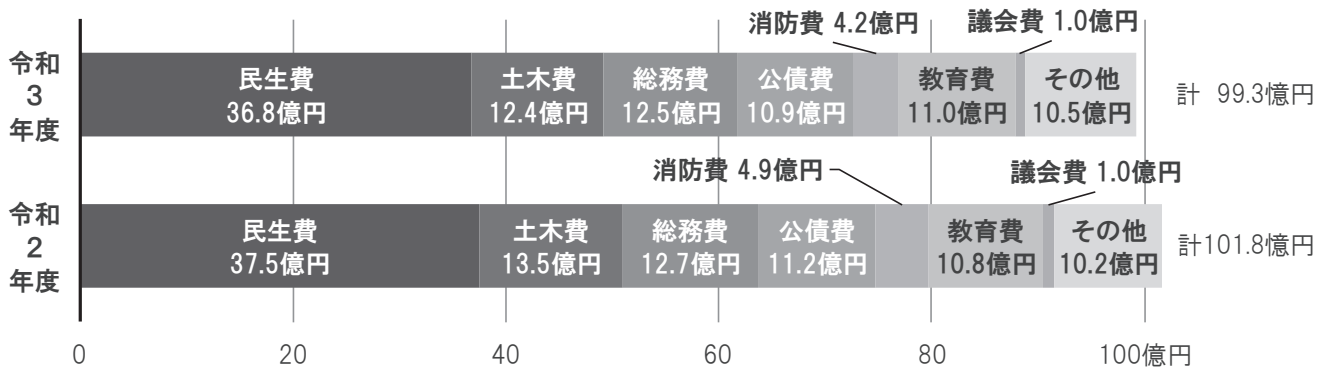 消防費 4.2億円
議会費 1.0億円
令和
3
年度
民生費
36.8億円
土木費
12.4億円
総務費
12.5億円
公債費
10.9億円
教育費
11.0億円
その他
10.5億円
計 99.3億円
消防費 4.9億円
議会費 1.0億円
令和
2
年度
民生費
37.5億円
土木費
13.5億円
総務費
12.7億円
公債費
11.2億円
教育費
10.8億円
その他
10.2億円
計101.8億円
0 20 40 60 80 100億円